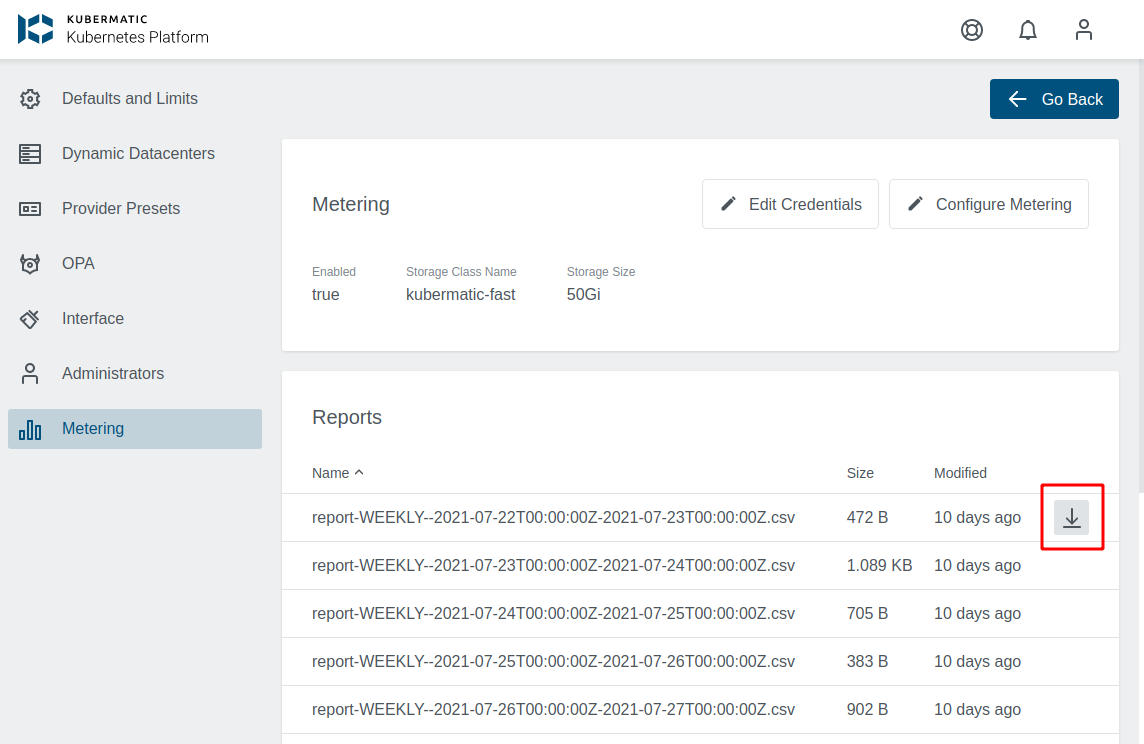 KUBERMATIC
Kubernetes Platform
Defaults and Limits
Go Back
Dynamic Datacenters
Provider Presets
OPA
Interface
Administrators
Metering
Metering
Edit Credentials
Configure Metering
Enabled Storage Class Name Storage Size
true kubermatic-fast 50Gi
Reports
Name Size Modified
report-WEEKLY--2021-07-22T00:00:00Z-2021-07-23T00:00:00Z.csv 472 B 10 days ago
report-WEEKLY--2021-07-23T00:00:00Z-2021-07-24T00:00:00Z.csv 1.089 KB 10 days ago
report-WEEKLY--2021-07-24T00:00:00Z-2021-07-25T00:00:00Z.csv 705 B 10 days ago
report-WEEKLY--2021-07-25T00:00:00Z-2021-07-26T00:00:00Z.csv 383 B 10 days ago
report-WEEKLY--2021-07-26T00:00:00Z-2021-07-27T00:00:00Z.csv 902 B 10 days ago